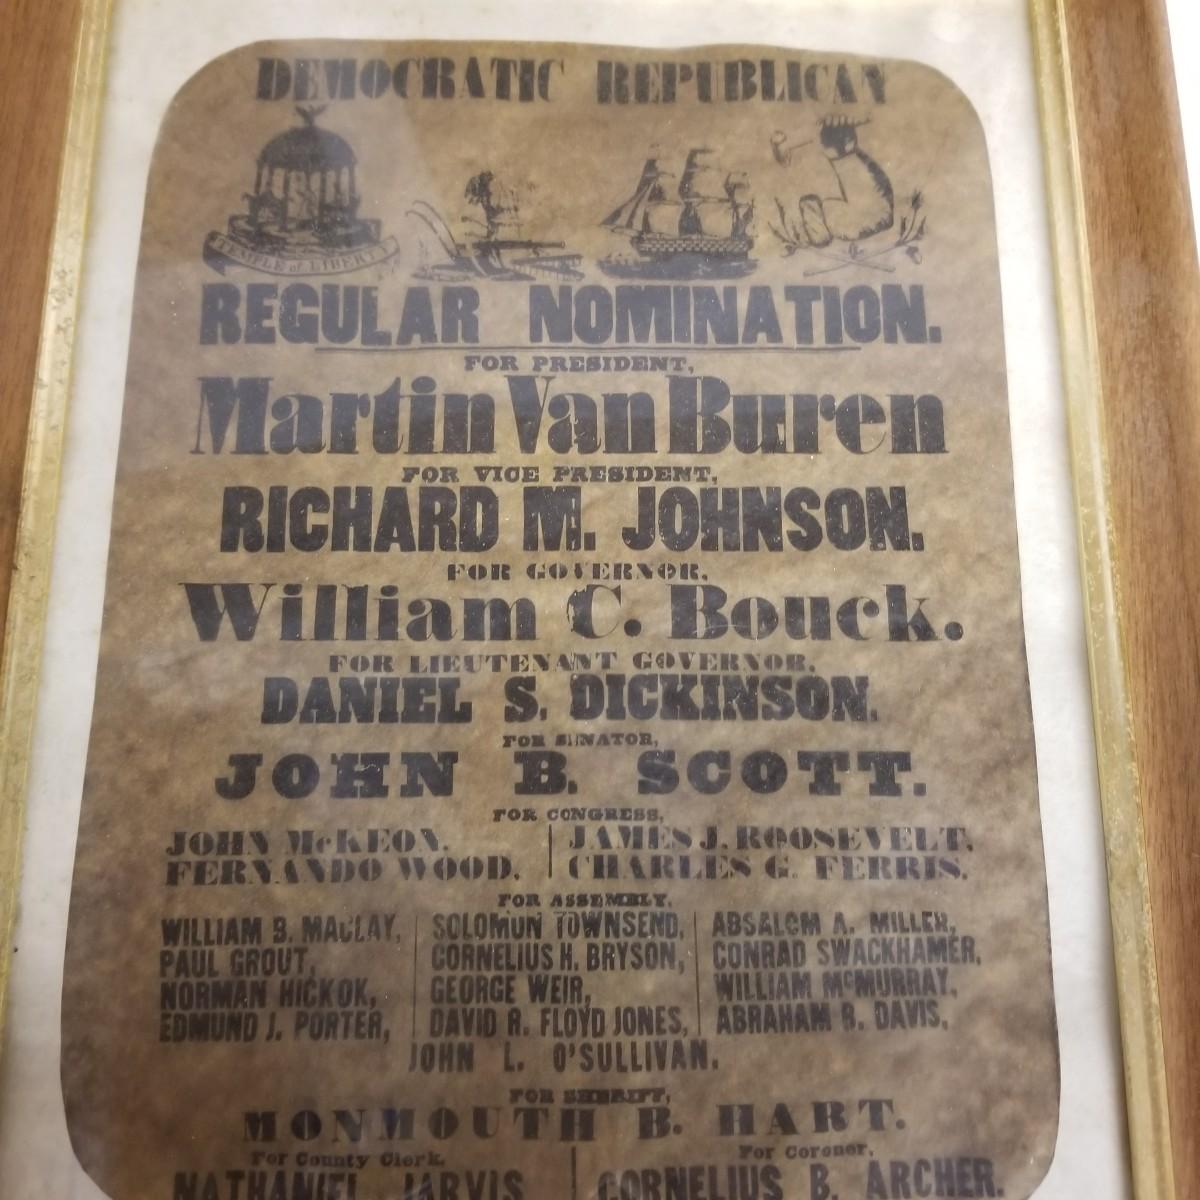 DEMOCRATIC REPUBLICAN
TEMPLE of LIBERTY
REGULAR NOMINATION.
FOR PRESIDENT,
Martin Van Buren
FOR VICE PRESIDENT,
RICHARD M. JOHNSON.
FOR GOVERNOR,
William C. Bouck.
FOR LIEUTENANT GOVERNOR,
DANIEL S. DICKINSON.
FOR SENATOR,
JOHN B. SCOTT.
FOR CONGRESS,
JOHN McKEON, JAMES J. ROOSEVELT,
FERNANDO WOOD, CHARLES G. FERRIS.
FOR ASSEMBLY,
WILLIAM B. MACLAY, SOLOMON TOWNSEND, ABSALOM A. MILLER,
PAUL GROUT, CORNELIUS H. BRYSON, CONRAD SWACKHAMER,
NORMAN HICKOK, GEORGE WEIR, WILLIAM McMURRAY,
EDMUND J. PORTER, DAVID R. FLOYD JONES, ABRAHAM B. DAVIS,
JOHN L. O'SULLIVAN.
FOR SHERIFF,
MONMOUTH B. HART.
For County Clerk, For Coroner,
NATHANIEL JARVIS CORNELIUS B. ARCHER.